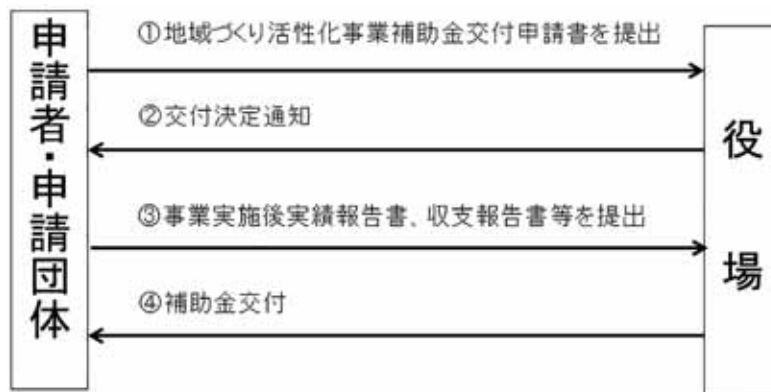 申請者・申請団体
①地域づくり活性化事業補助金交付申請書を提出
②交付決定通知
③事業実施後実績報告書、収支報告書等を提出
④補助金交付
役場